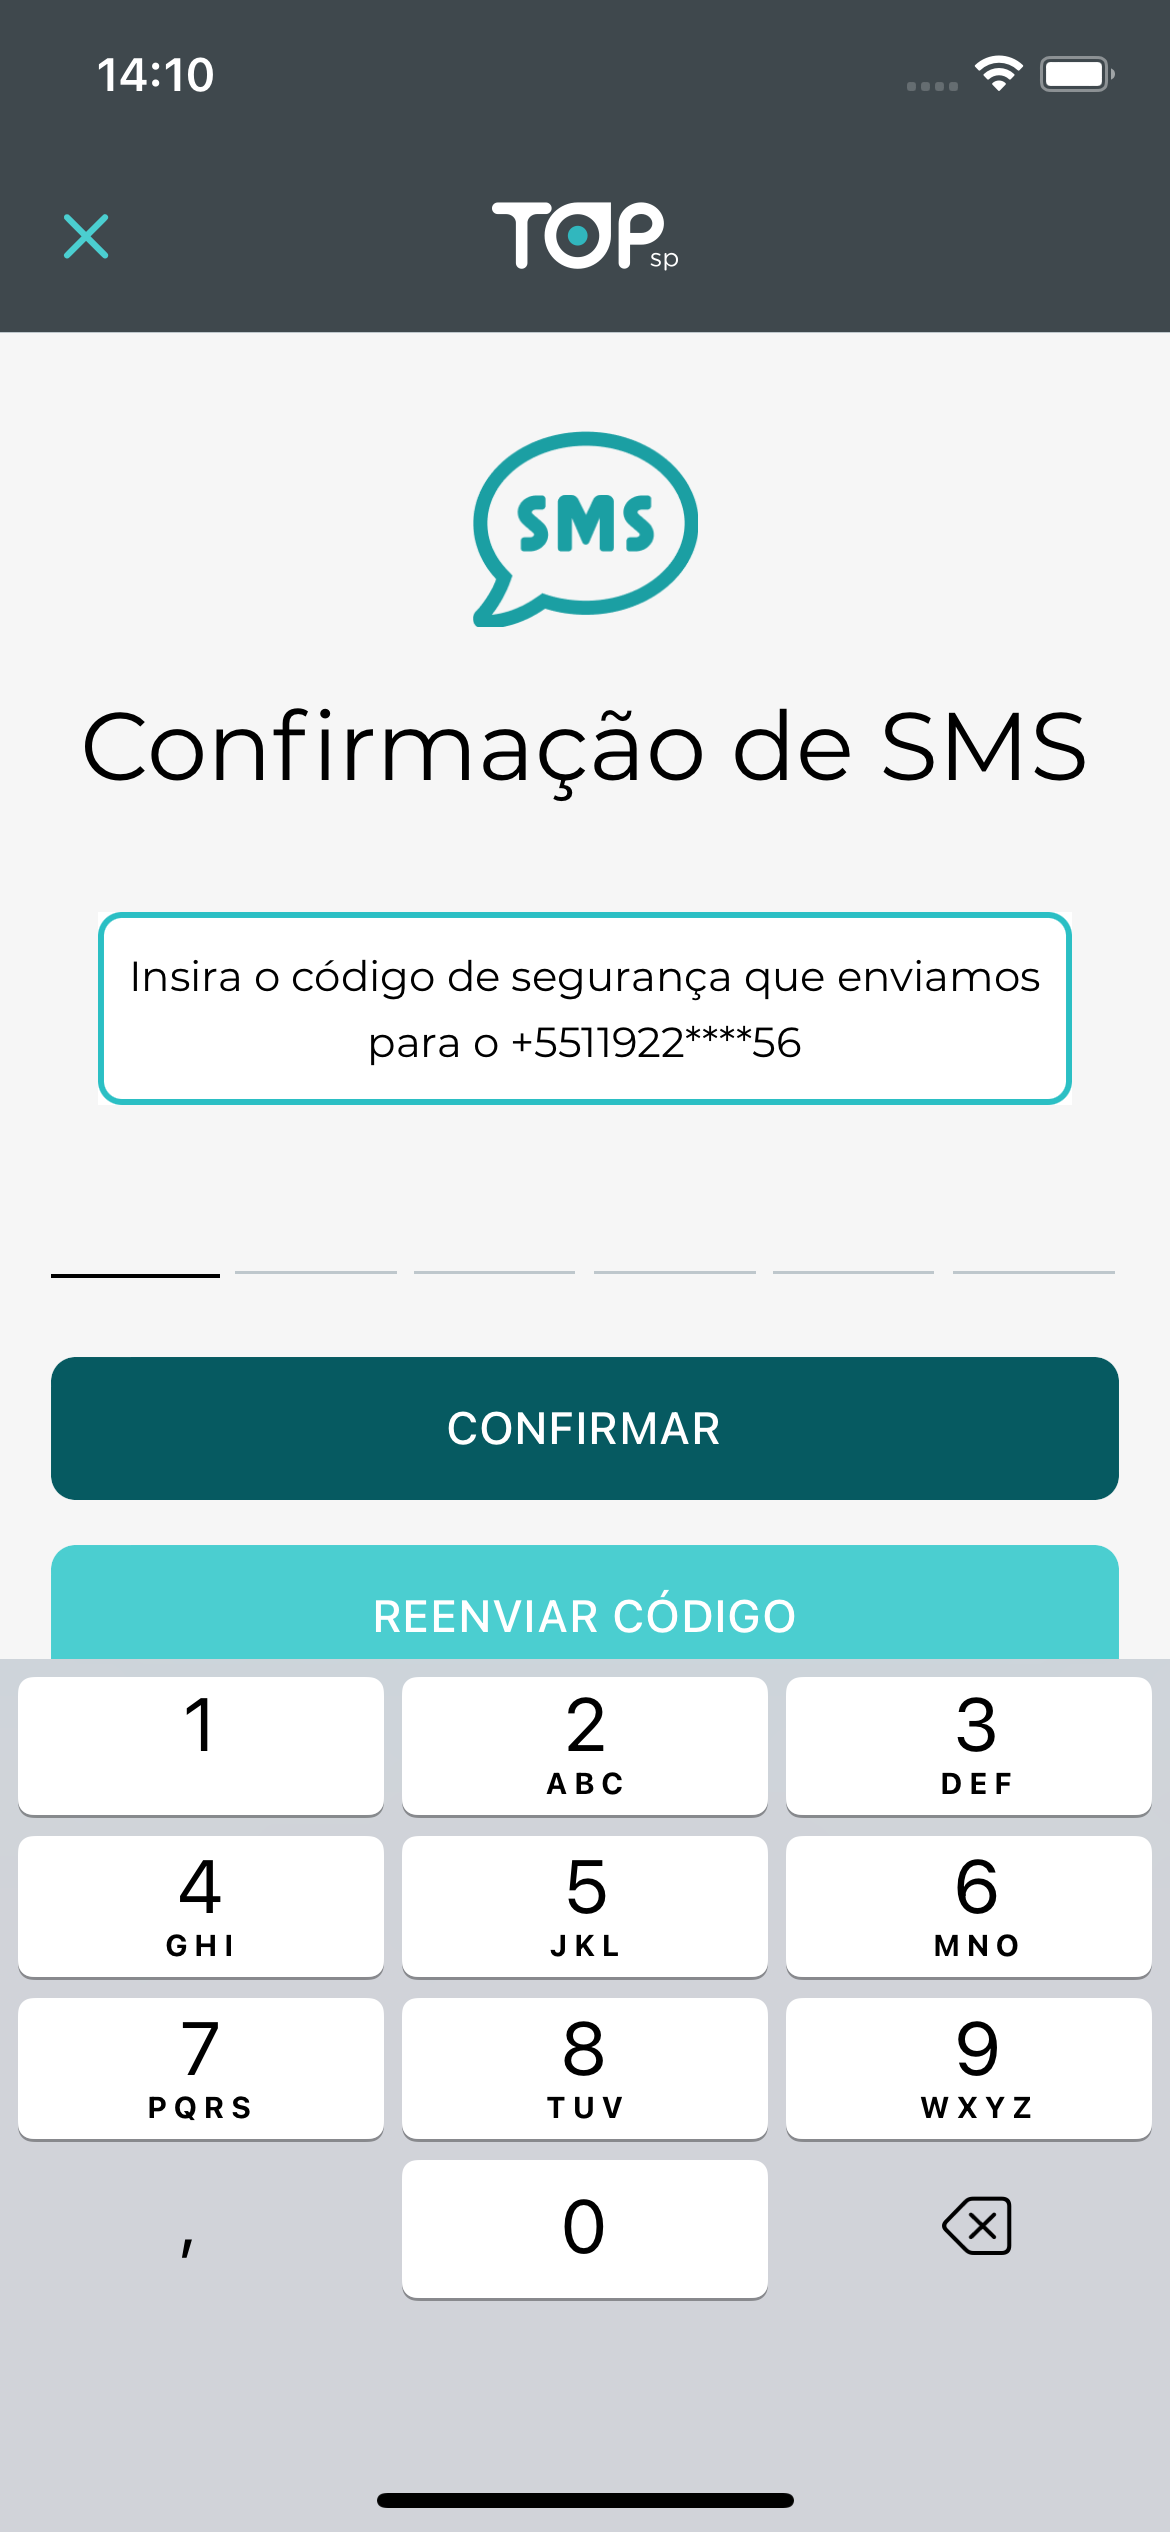 14:10
TOP
sp
SMS
Confirmação de SMS
Insira o código de segurança que enviamos
para o +5511922****56
CONFIRMAR
REENVIAR CÓDIGO
1 2 3
ABC DEF
4 5 6
GHI JKL MNO
7 8 9
PQRS TUV WXYZ
, 0